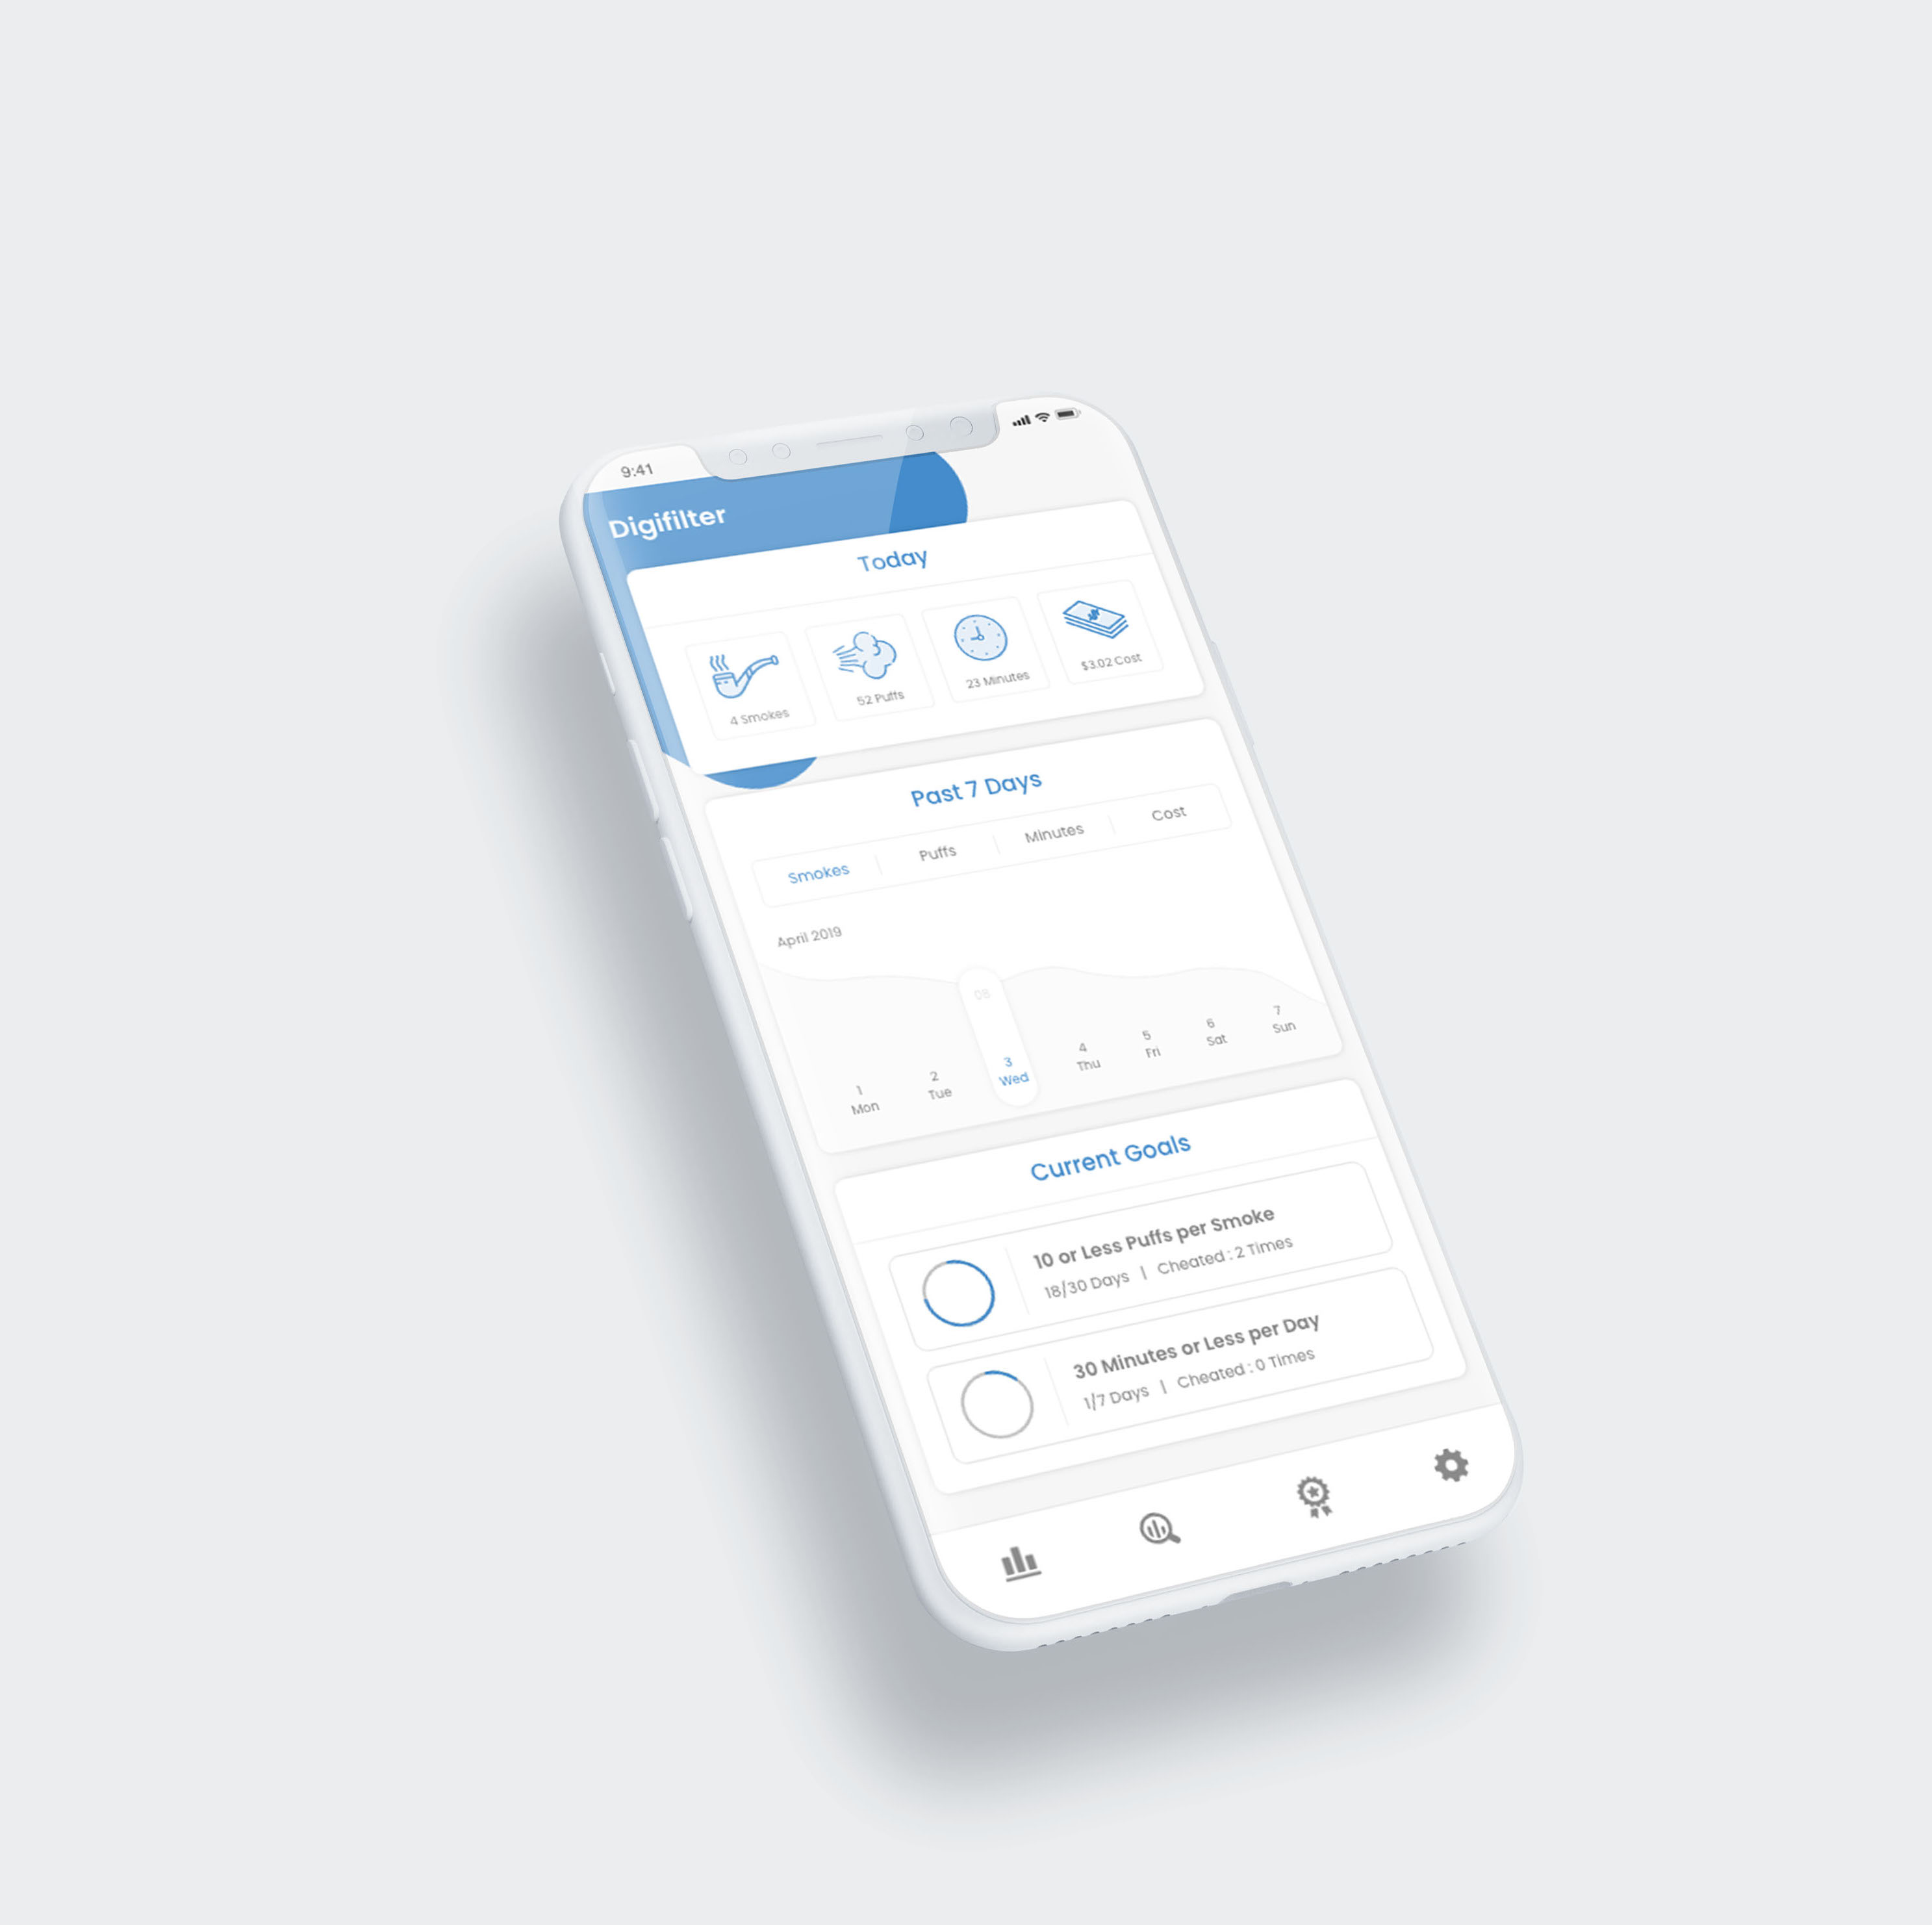 9:41
Digifilter
Today
4 Smokes
52 Puffs
23 Minutes
$3.02 Cost
Past 7 Days
Smokes
Puffs
Minutes
Cost
April 2019
08
1
Mon
2
Tue
3
Wed
4
Thu
5
Fri
6
Sat
7
Sun
Current Goals
10 or Less Puffs per Smoke
18/30 Days | Cheated : 2 Times
30 Minutes or Less per Day
1/7 Days | Cheated : 0 Times